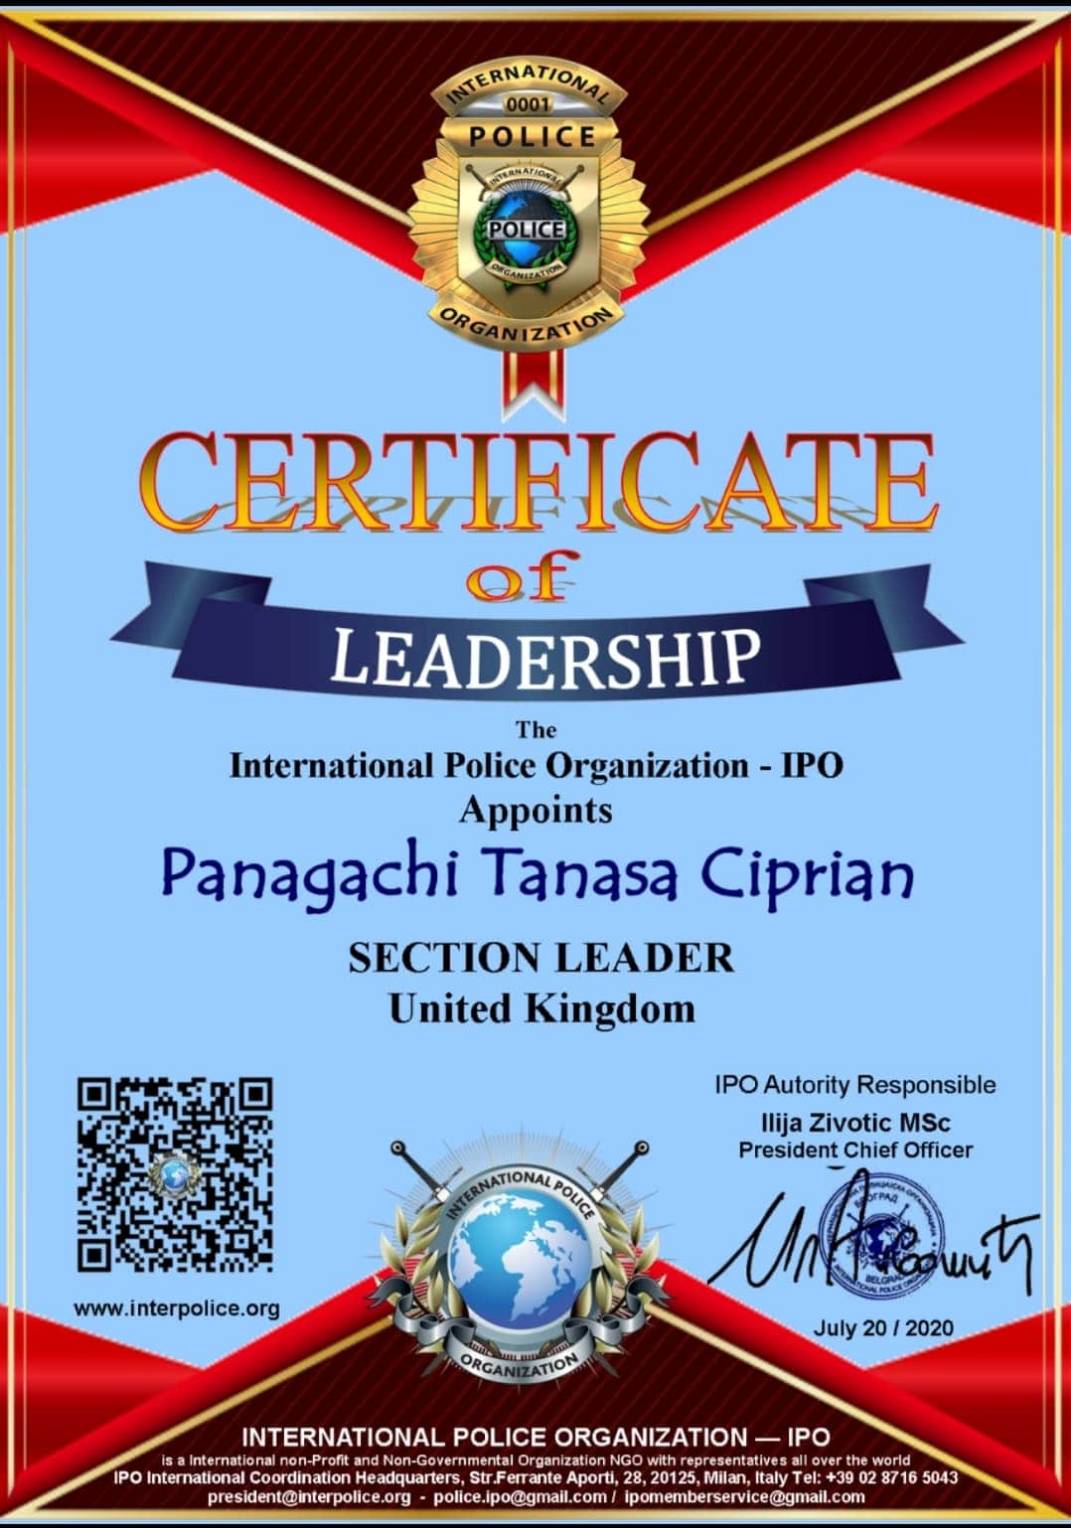 INTERNATIONAL
0001
POLICE
INTERNATIONAL
POLICE
ORGANIZATION
ORGANIZATION
CERTIFICATE
of
LEADERSHIP
The
International Police Organization - IPO
Appoints
Panagachi Tanasa Ciprian
SECTION LEADER
United Kingdom
www.interpolice.org
INTERNATIONAL POLICE
ORGANIZATION
IPO Autority Responsible
Ilija Zivotic MSc
President Chief Officer
БЕОГРАД
BELGRADE
July 20 / 2020
INTERNATIONAL POLICE ORGANIZATION — IPO
is a International non-Profit and Non-Governmental Organization NGO with representatives all over the world
IPO International Coordination Headquarters, Str.Ferrante Aporti, 28, 20125, Milan, Italy Tel: +39 02 8716 5043
president@interpolice.org - police.ipo@gmail.com / ipomemberservice@gmail.com